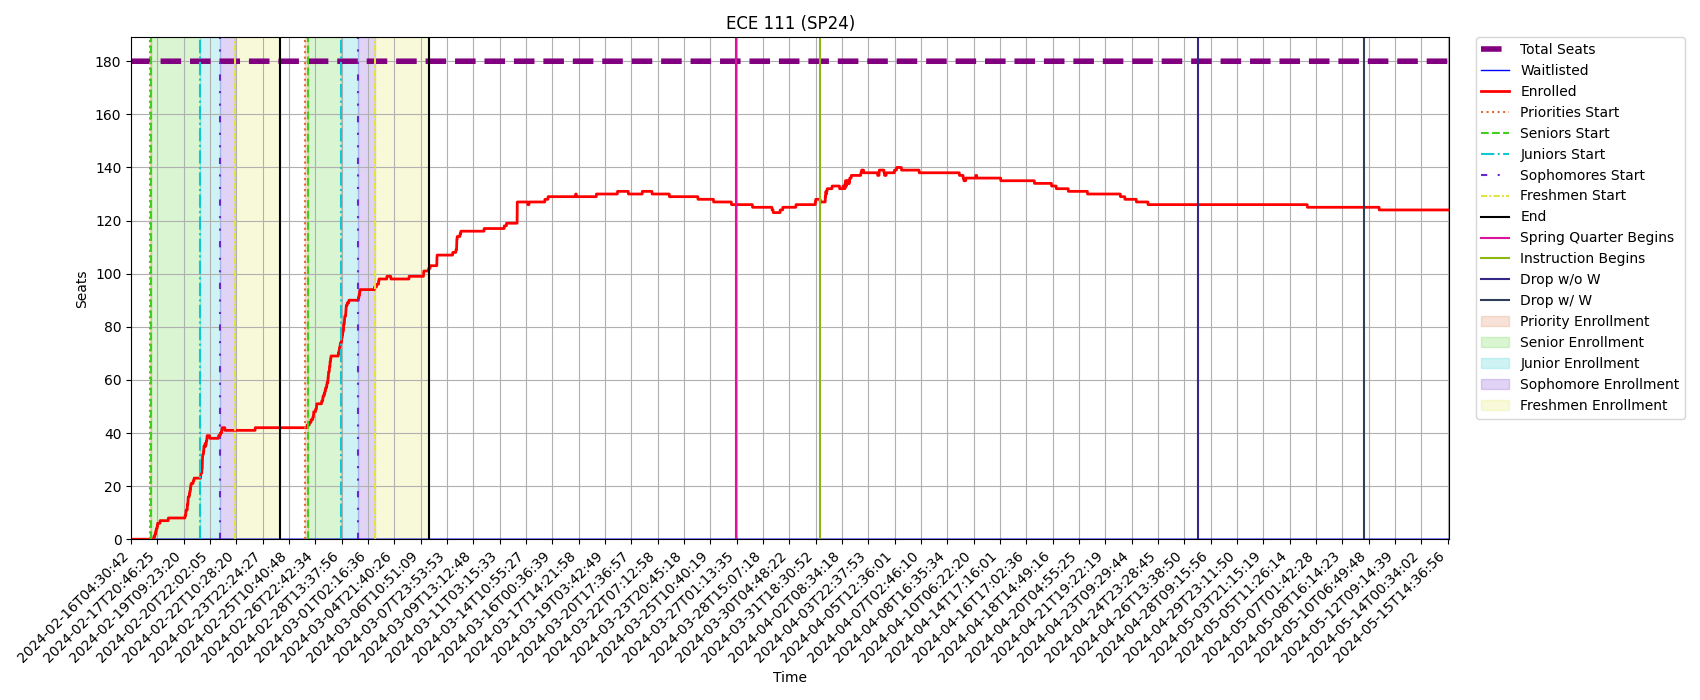 ECE 111 (SP24)
Seats
180
160
140
120
100
80
60
40
20
0
2024-02-16T04:30:42
2024-02-17T20:46:25
2024-02-19T09:23:20
2024-02-20T22:02:05
2024-02-22T10:28:20
2024-02-23T22:24:27
2024-02-25T10:40:48
2024-02-26T22:42:34
2024-02-28T13:37:56
2024-03-01T02:16:36
2024-03-04T21:40:26
2024-03-06T10:51:09
2024-03-07T23:53:53
2024-03-09T13:12:48
2024-03-11T03:15:33
2024-03-14T10:55:27
2024-03-16T00:36:39
2024-03-17T14:21:58
2024-03-19T03:42:49
2024-03-20T17:36:57
2024-03-22T07:12:58
2024-03-23T20:45:18
2024-03-25T10:40:19
2024-03-27T01:13:35
2024-03-28T15:07:18
2024-03-30T04:48:22
2024-03-31T18:30:52
2024-04-02T08:34:18
2024-04-03T22:37:53
2024-04-05T12:36:01
2024-04-07T02:46:10
2024-04-08T16:35:34
2024-04-10T06:22:20
2024-04-14T17:16:01
2024-04-16T17:02:36
2024-04-18T14:49:16
2024-04-20T04:55:25
2024-04-21T19:22:19
2024-04-23T09:29:44
2024-04-24T23:28:45
2024-04-26T13:38:50
2024-04-28T09:15:56
2024-04-29T23:11:50
2024-05-03T21:15:19
2024-05-05T11:26:14
2024-05-07T01:42:28
2024-05-08T16:14:23
2024-05-10T06:49:48
2024-05-12T09:14:39
2024-05-14T00:34:02
2024-05-15T14:36:56
Time
Total Seats
Waitlisted
Enrolled
Priorities Start
Seniors Start
Juniors Start
Sophomores Start
Freshmen Start
End
Spring Quarter Begins
Instruction Begins
Drop w/o W
Drop w/ W
Priority Enrollment
Senior Enrollment
Junior Enrollment
Sophomore Enrollment
Freshmen Enrollment